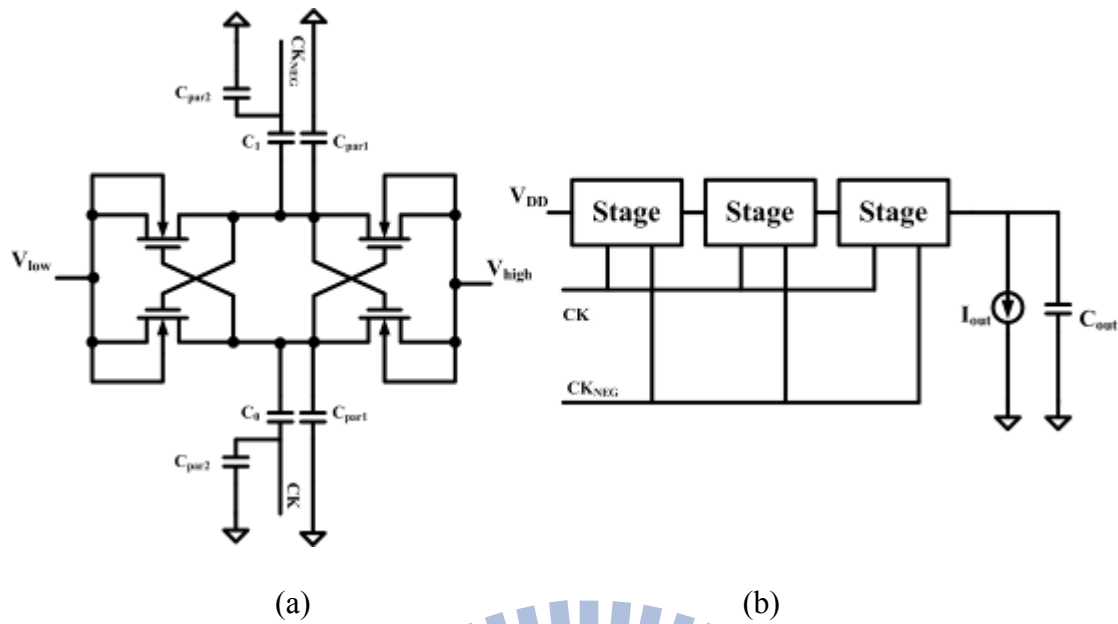 CK_NEG
C_par2
C_1
C_par1
V_low
V_high
C_0
C_par1
C_par2
CK
(a)
V_DD
Stage
Stage
Stage
CK
CK_NEG
I_out
C_out
(b)